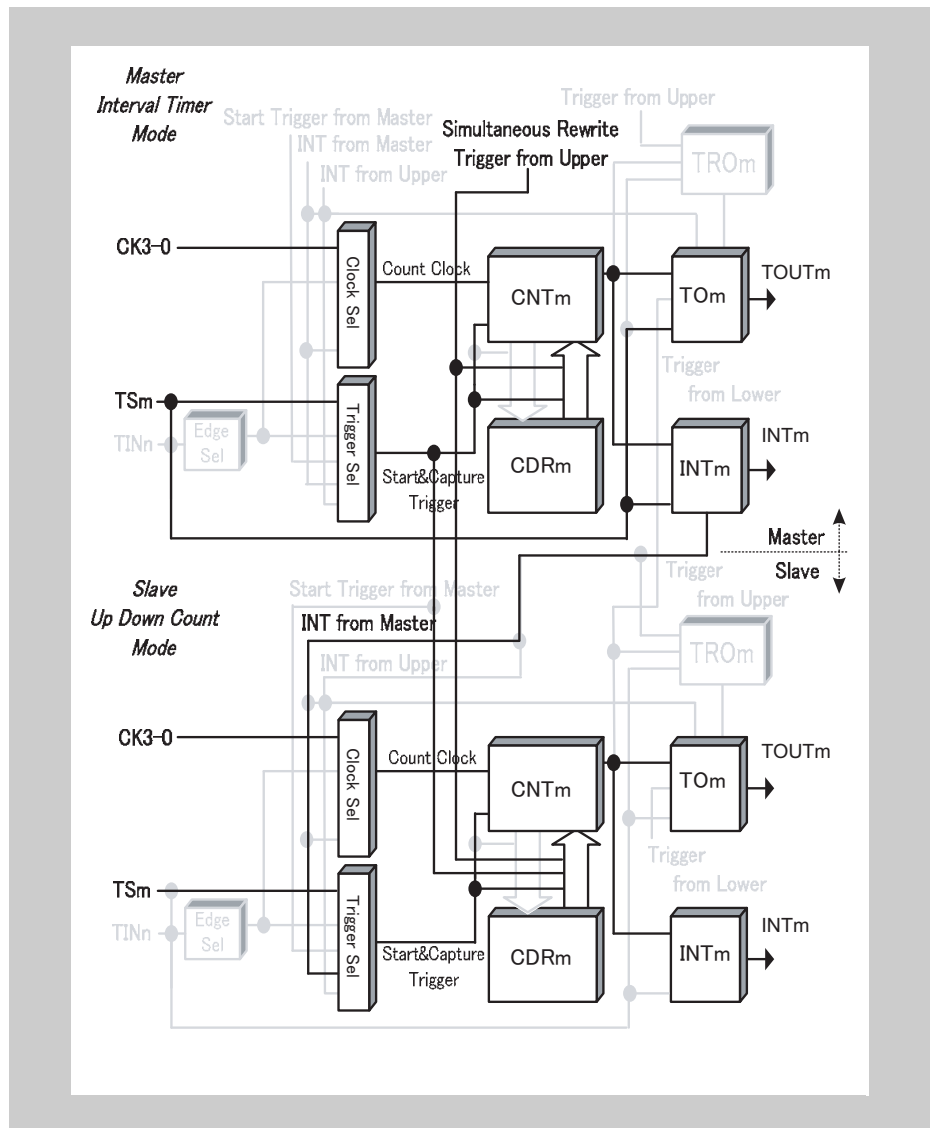 Master
Interval Timer
Mode
Trigger from Upper
Start Trigger from Master
Simultaneous Rewrite
Trigger from Upper
INT from Master
INT from Upper
TROm
CK3-0
Clock Sel
Count Clock
CNTm
TOm
TOUTm
Trigger
from Lower
TSm
TINn
Edge
Sel
Trigger Sel
Start&Capture
Trigger
CDRm
INTm
INTm
Master
Slave
Slave
Up Down Count
Mode
Start Trigger from Master
INT from Master
INT from Upper
Trigger
from Upper
TROm
CK3-0
Clock Sel
Count Clock
CNTm
TOm
TOUTm
Trigger
from Lower
TSm
TINn
Edge
Sel
Trigger Sel
Start&Capture
Trigger
CDRm
INTm
INTm